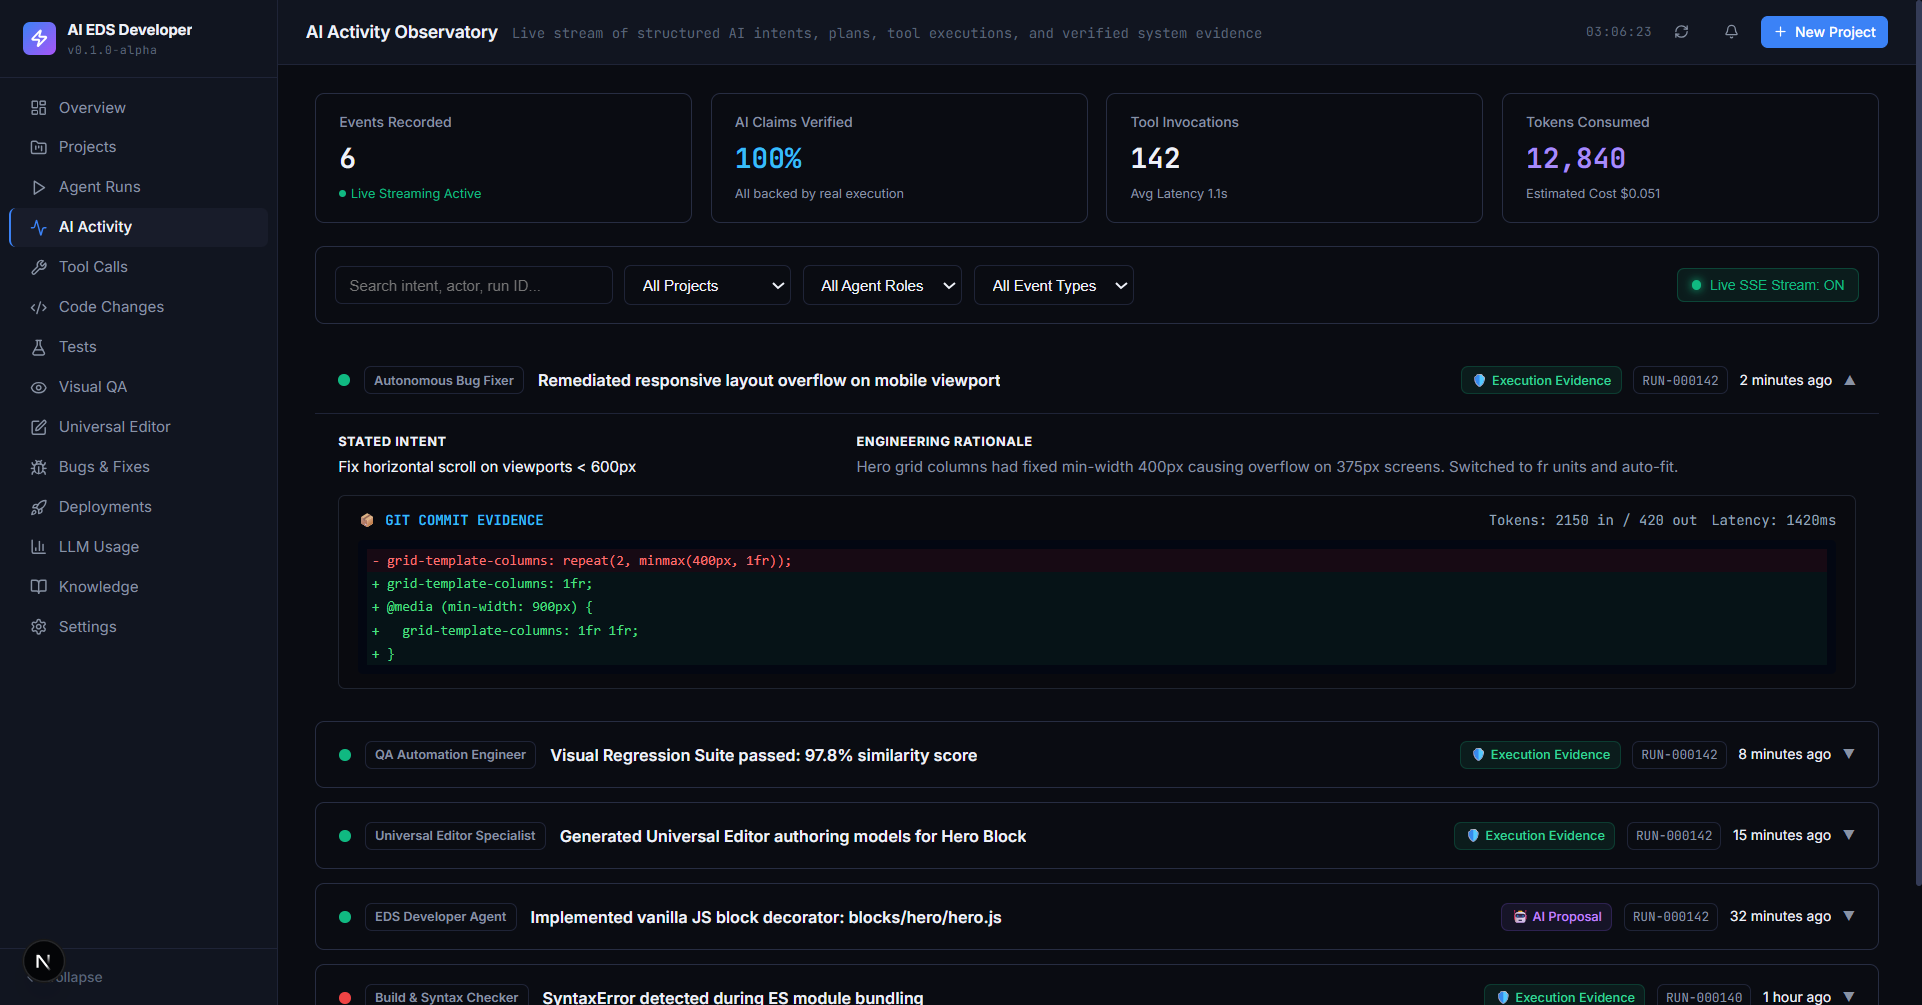 AI EDS Developer
v0.1.0-alpha
Overview
Projects
Agent Runs
AI Activity
Tool Calls
Code Changes
Tests
Visual QA
Universal Editor
Bugs & Fixes
Deployments
LLM Usage
Knowledge
Settings
N
ollapse
AI Activity Observatory
Live stream of structured AI intents, plans, tool executions, and verified system evidence
03:06:23
+ New Project
Events Recorded
6
Live Streaming Active
AI Claims Verified
100%
All backed by real execution
Tool Invocations
142
Avg Latency 1.1s
Tokens Consumed
12,840
Estimated Cost $0.051
Search intent, actor, run ID...
All Projects
All Agent Roles
All Event Types
Live SSE Stream: ON
Autonomous Bug Fixer
Remediated responsive layout overflow on mobile viewport
Execution Evidence
RUN-000142
2 minutes ago
STATED INTENT
Fix horizontal scroll on viewports < 600px
ENGINEERING RATIONALE
Hero grid columns had fixed min-width 400px causing overflow on 375px screens. Switched to fr units and auto-fit.
GIT COMMIT EVIDENCE
Tokens: 2150 in / 420 out
Latency: 1420ms
- grid-template-columns: repeat(2, minmax(400px, 1fr));
+ grid-template-columns: 1fr;
+ @media (min-width: 900px) {
+   grid-template-columns: 1fr 1fr;
+ }
QA Automation Engineer
Visual Regression Suite passed: 97.8% similarity score
Execution Evidence
RUN-000142
8 minutes ago
Universal Editor Specialist
Generated Universal Editor authoring models for Hero Block
Execution Evidence
RUN-000142
15 minutes ago
EDS Developer Agent
Implemented vanilla JS block decorator: blocks/hero/hero.js
AI Proposal
RUN-000142
32 minutes ago
Build & Syntax Checker
SyntaxError detected during ES module bundling
Execution Evidence
RUN-000140
1 hour ago